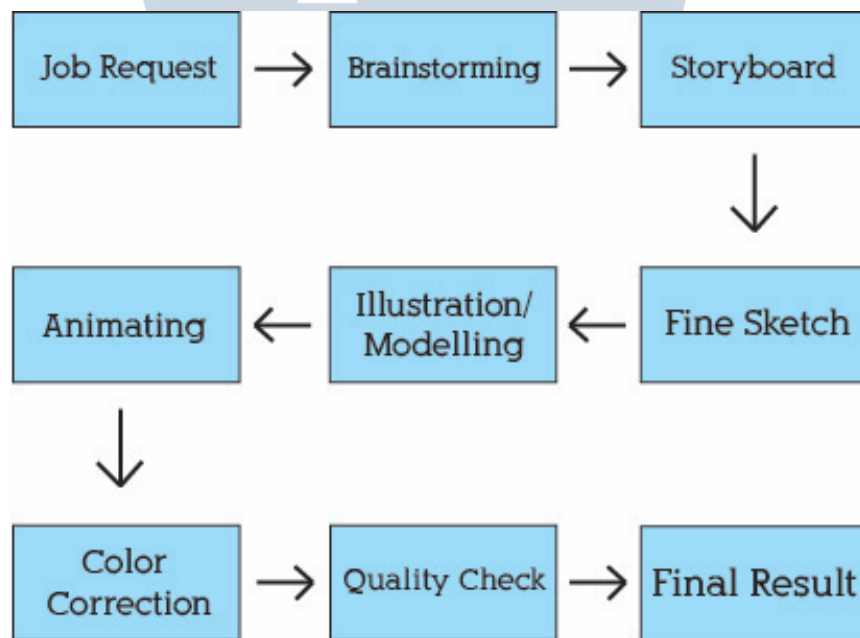 Job Request
Brainstorming
Storyboard
Fine Sketch
Illustration/
Modelling
Animating
Color
Correction
Quality Check
Final Result